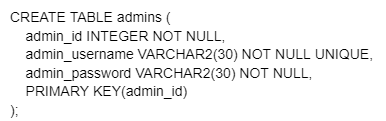 CREATE TABLE admins (
admin_id INTEGER NOT NULL,
admin_username VARCHAR2(30) NOT NULL UNIQUE,
admin_password VARCHAR2(30) NOT NULL,
PRIMARY KEY(admin_id)
);